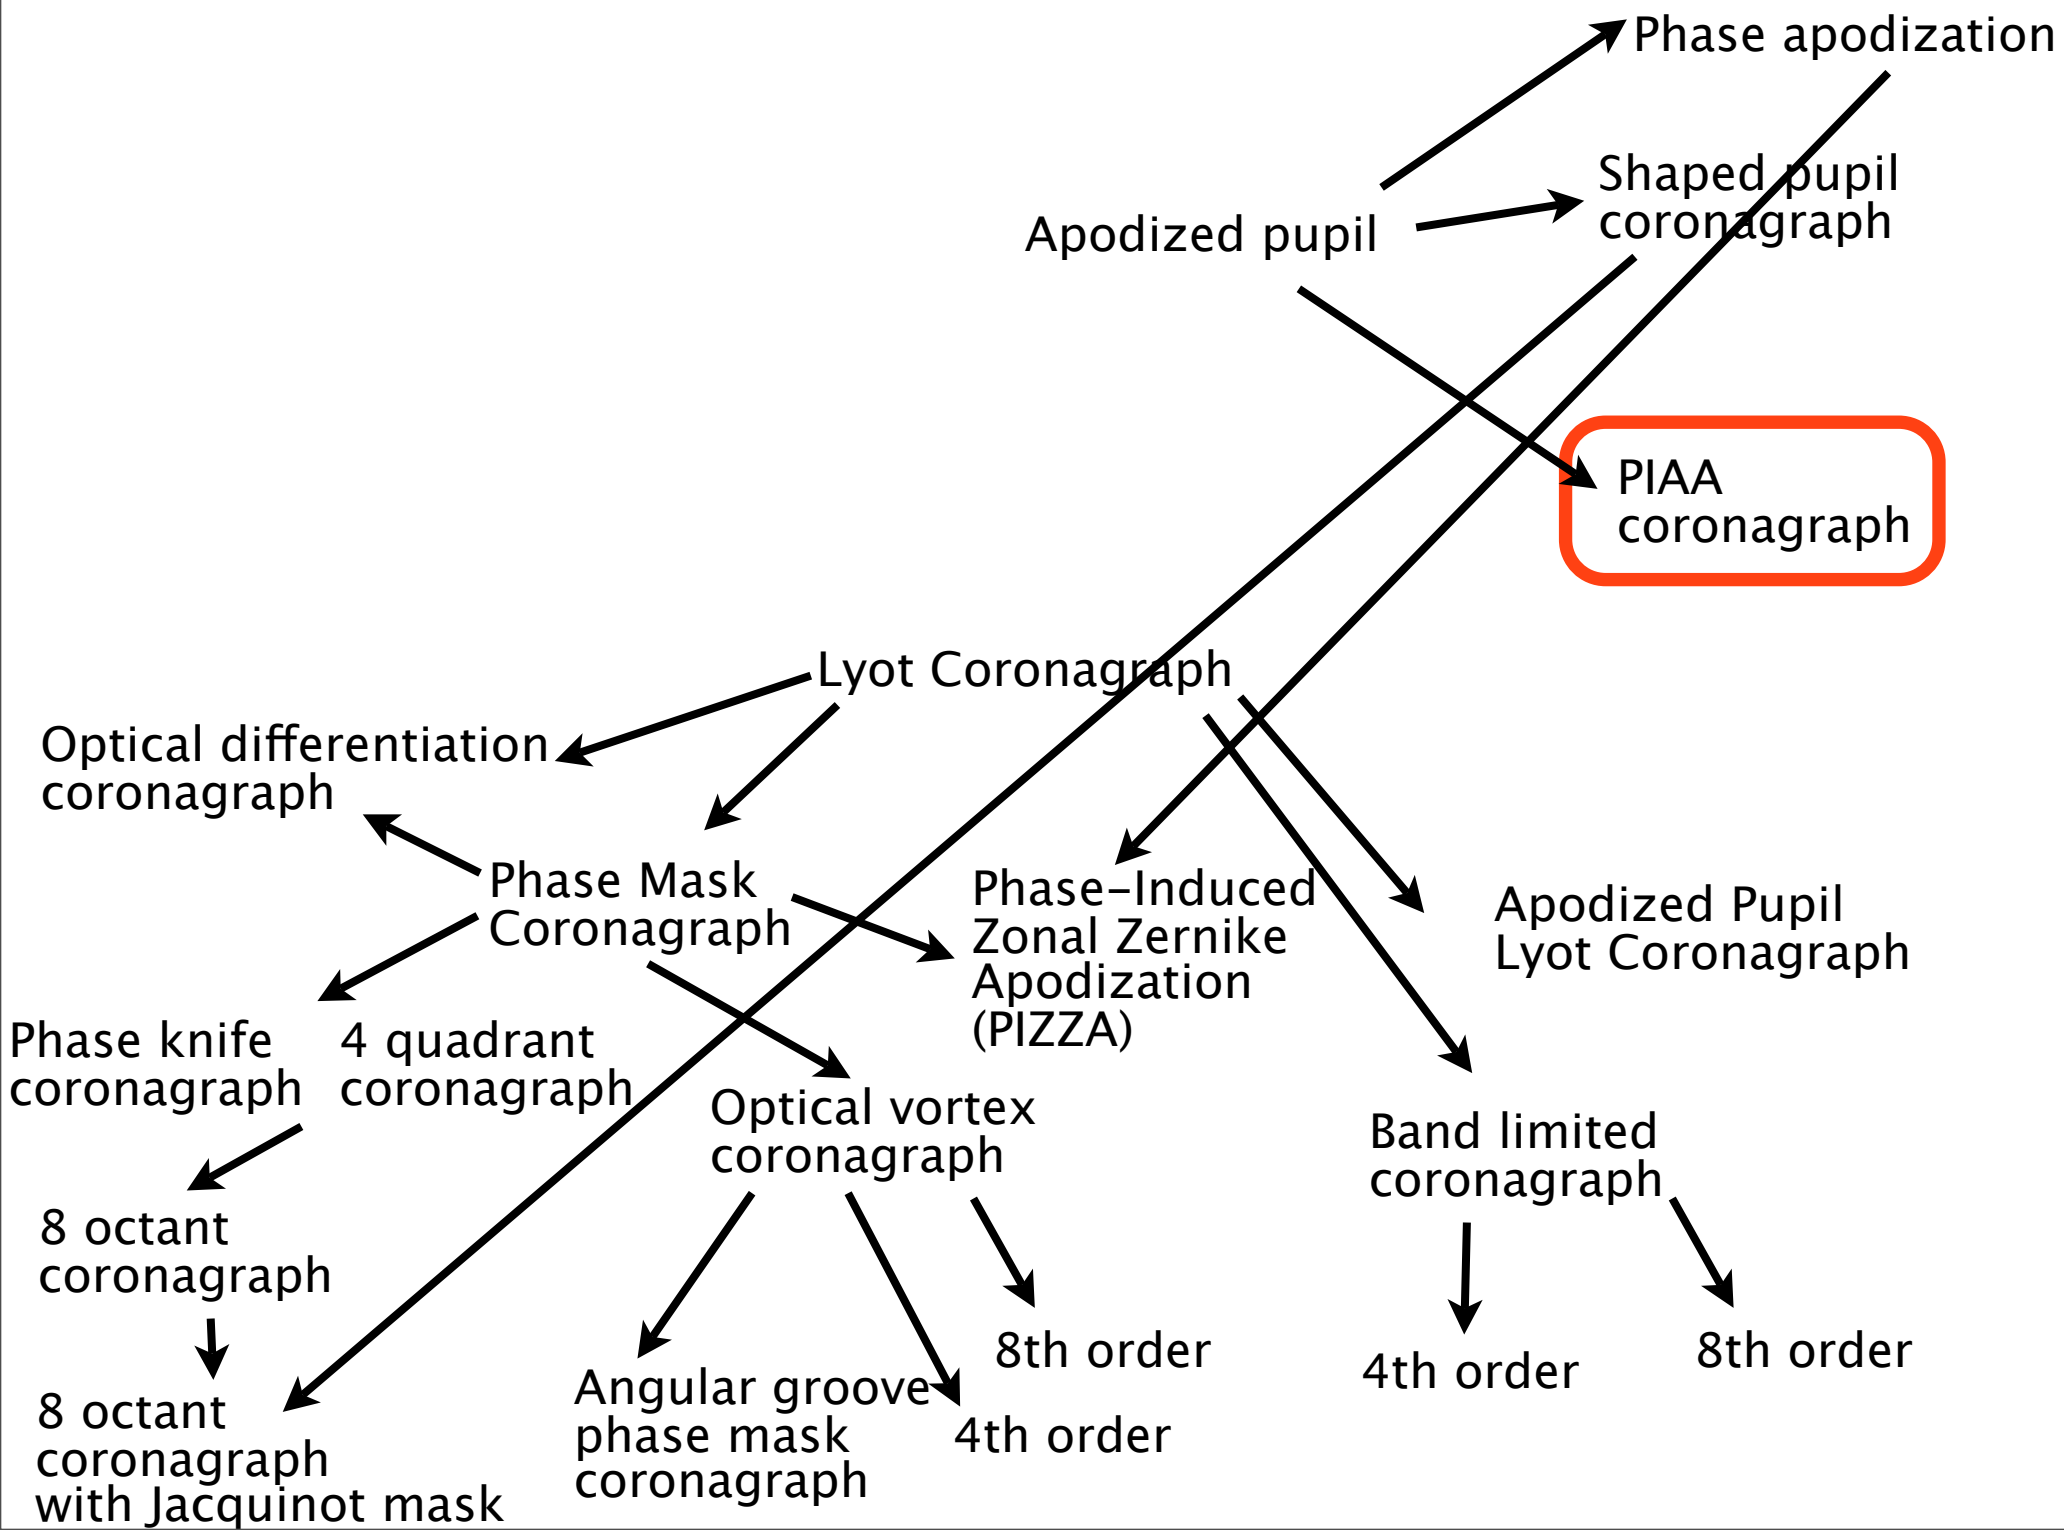 Phase apodization
Shaped pupil
coronagraph
Apodized pupil
PIAA
coronagraph
Lyot Coronagraph
Optical differentiation
coronagraph
Phase Mask
Coronagraph
Phase-Induced
Zonal Zernike
Apodization
(PIZZA)
Apodized Pupil
Lyot Coronagraph
Phase knife
coronagraph
4 quadrant
coronagraph
Optical vortex
coronagraph
Band limited
coronagraph
8 octant
coronagraph
8th order
4th order
8th order
Angular groove
phase mask
coronagraph
4th order
8 octant
coronagraph
with Jacquinot mask